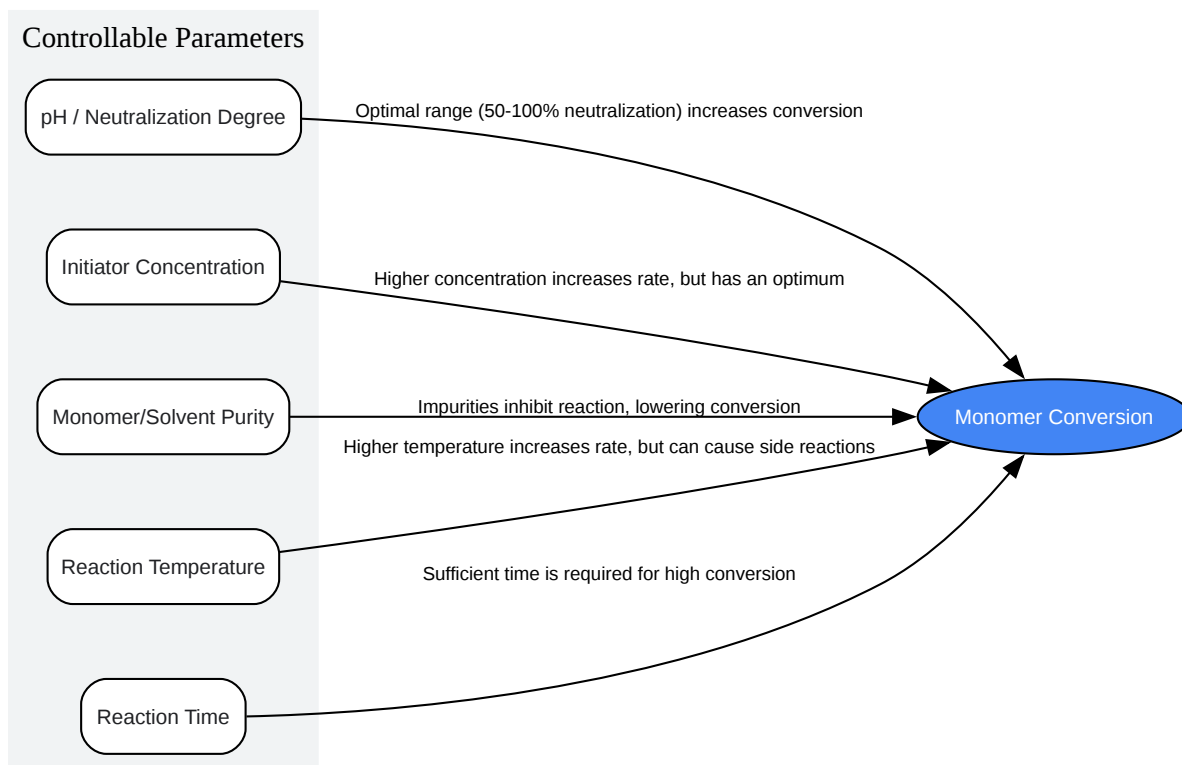 Controllable Parameters
pH / Neutralization Degree
Optimal range (50-100% neutralization) increases conversion
Initiator Concentration
Higher concentration increases rate, but has an optimum
Monomer/Solvent Purity
Impurities inhibit reaction, lowering conversion
Monomer Conversion
Higher temperature increases rate, but can cause side reactions
Reaction Temperature
Sufficient time is required for high conversion
Reaction Time